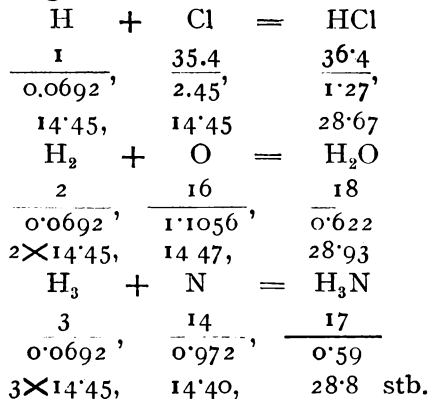 H + Cl = HCl
1 35.4 36·4
0.0692, 2.45, 1·27,
14·45, 14·45 28·67
H₂ + O = H₂O
2 16 18
0·0692, 1·1056, 0·622
2×14·45, 14 47, 28·93
H₃ + N = H₃N
3 14 17
0·0692, 0·972, 0·59
3×14·45, 14·40, 28·8 stb.